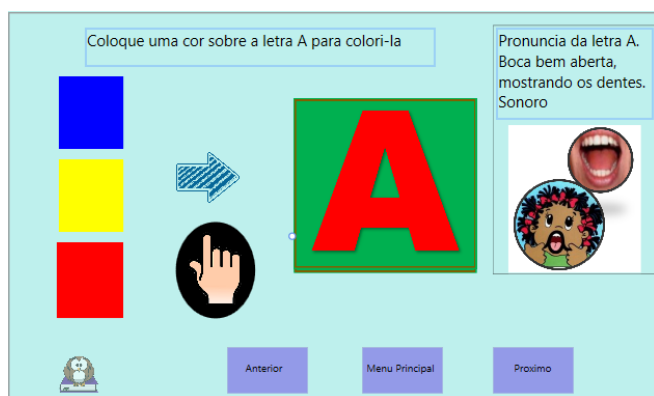 Coloque uma cor sobre a letra A para colori-la
Pronuncia da letra A.
Boca bem aberta,
mostrando os dentes.
Sonoro
A
Anterior
Menu Principal
Proximo